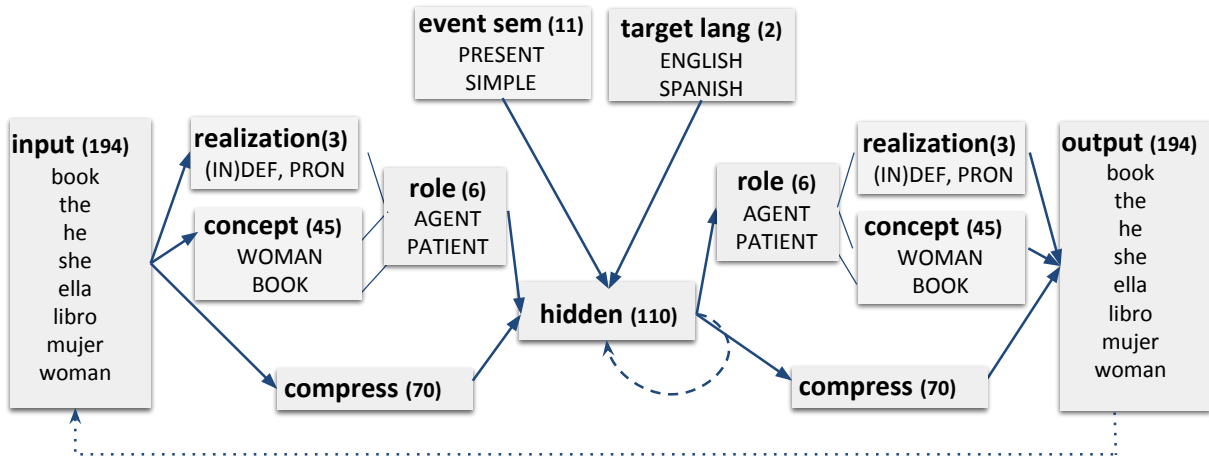 event sem (11)
PRESENT
SIMPLE
target lang (2)
ENGLISH
SPANISH
input (194)
book
the
he
she
ella
libro
mujer
woman
realization(3)
(IN)DEF, PRON
concept (45)
WOMAN
BOOK
role (6)
AGENT
PATIENT
compress (70)
hidden (110)
role (6)
AGENT
PATIENT
realization(3)
(IN)DEF, PRON
concept (45)
WOMAN
BOOK
compress (70)
output (194)
book
the
he
she
ella
libro
mujer
woman